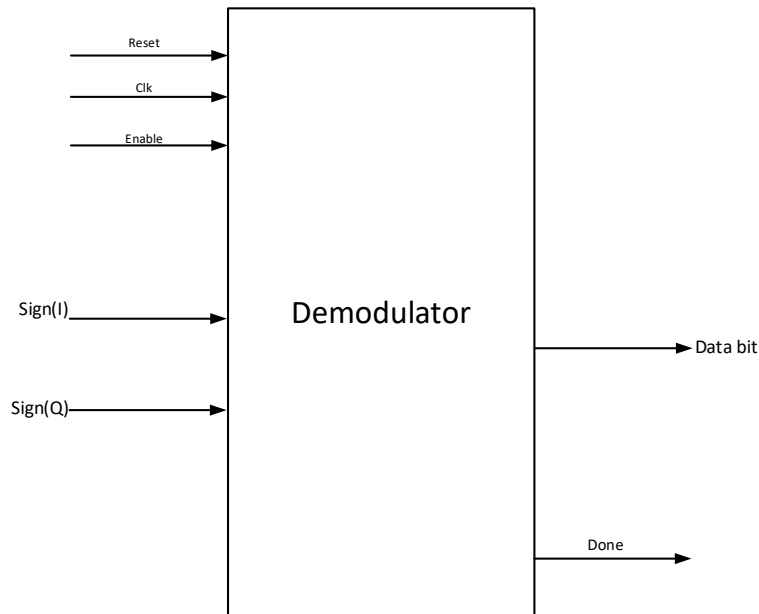 Reset
Clk
Enable
Sign(I)
Demodulator
Data bit
Sign(Q)
Done